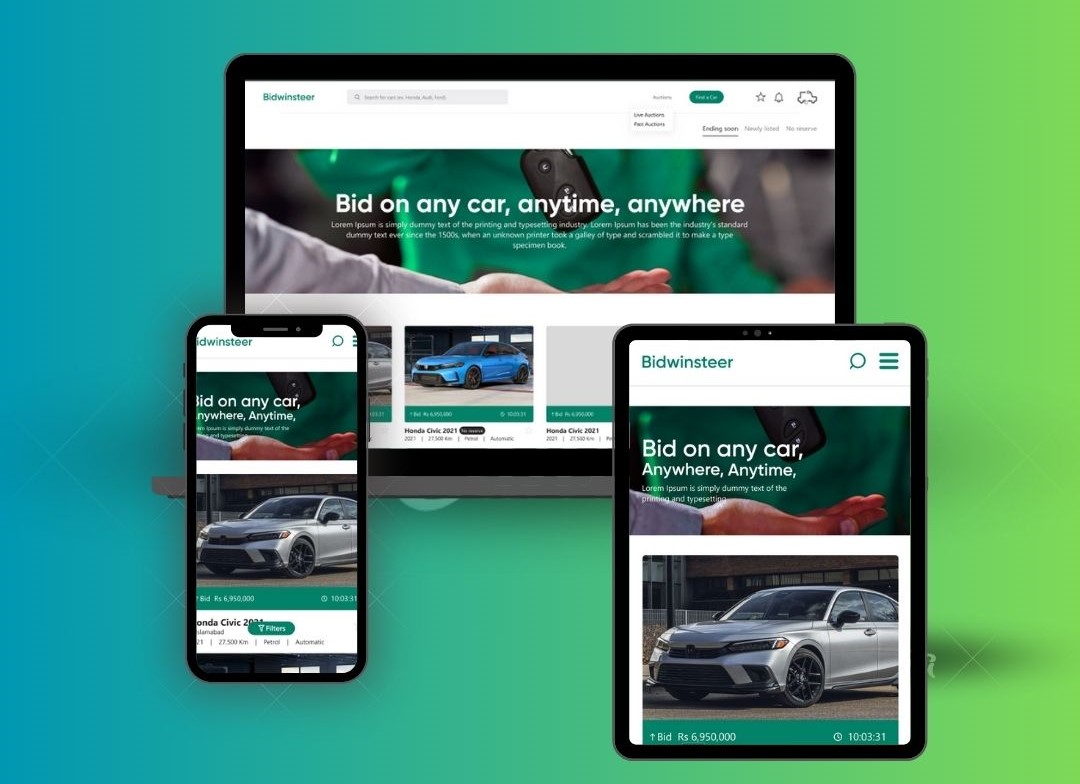 Bidwinsteer
Search for cars (ex. Honda, Audi, Ford)
Auctions
Find a Car
Live Auctions
Past Auctions
Ending soon
Newly listed
No reserve
Bid on any car, anytime, anywhere
Lorem Ipsum is simply dummy text of the printing and typesetting industry. Lorem Ipsum has been the industry's standard
dummy text ever since the 1500s, when an unknown printer took a galley of type and scrambled it to make a type
specimen book.
03:31
↑ Bid Rs 6,950,000
10:03:31
↑ Bid Rs 6,950,000
Honda Civic 2021 No reserve
2021 | 27,500 Km | Petrol | Automatic
Honda Civic 2021
2021 | 27,500 Km | Pe
idwinsteer
Bid on any car,
nywhere, Anytime,
rem Ipsum is simply dummy text of the
nting and typesetting
↑ Bid Rs 6,950,000
10:03:31
onda Civic 2021
slamabad
Filters
21 | 27,500 Km | Petrol | Automatic
Bidwinsteer
Bid on any car,
Anywhere, Anytime,
Lorem Ipsum is simply dummy text of the
printing and typesetting
↑ Bid Rs 6,950,000
10:03:31